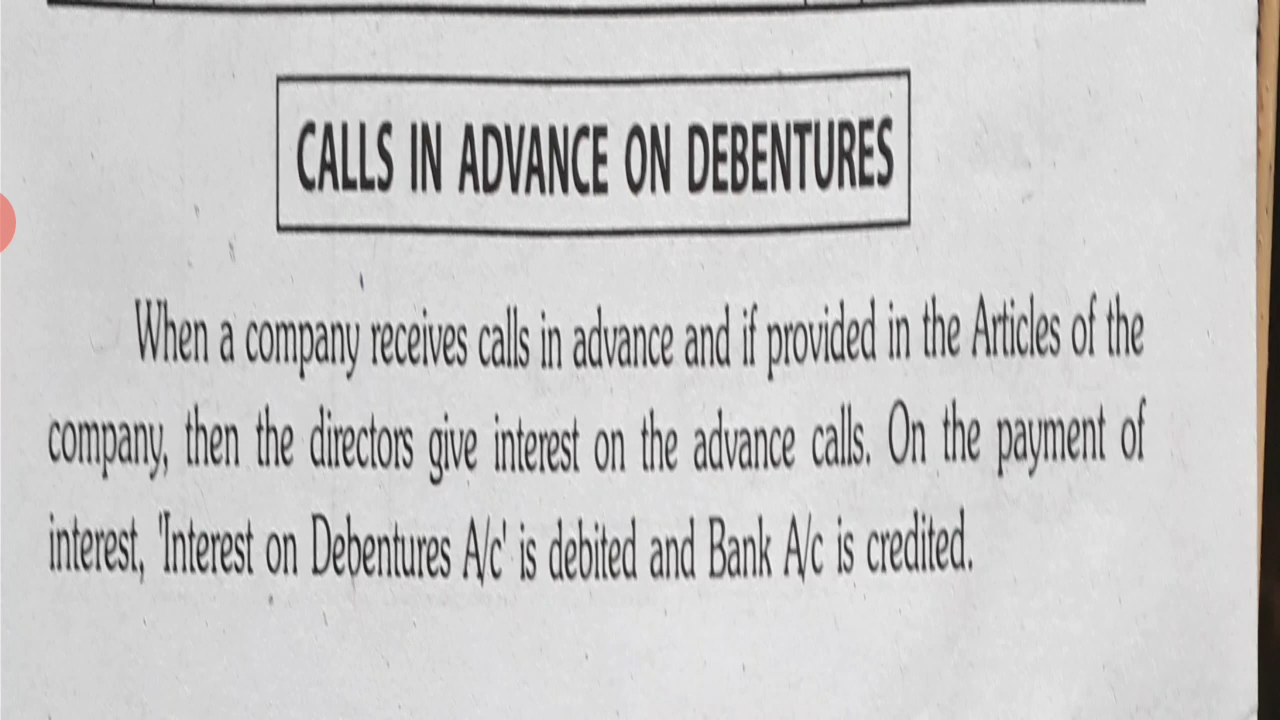 CALLS IN ADVANCE ON DEBENTURES
When a company receives calls in advance and if provided in the Articles of the
company, then the directors give interest on the advance calls. On the payment of
interest, 'Interest on Debentures A/c' is debited and Bank A/c is credited.